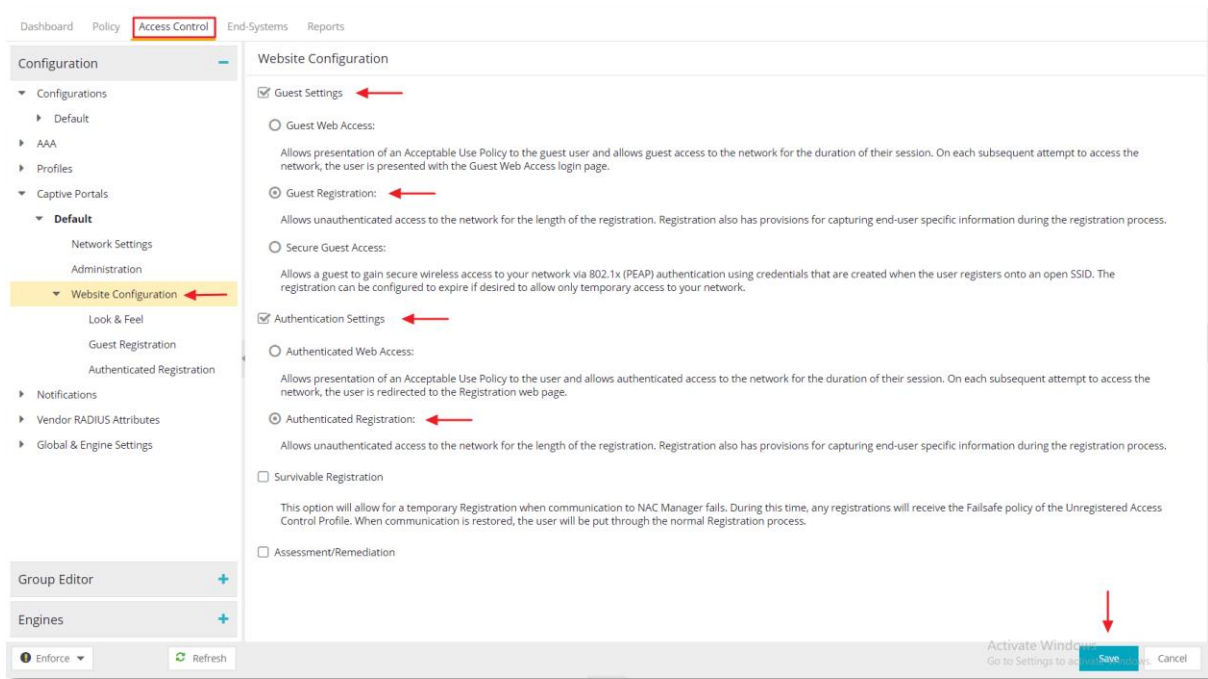 Dashboard Policy Access Control End-Systems Reports
Configuration
Configurations
Default
AAA
Profiles
Captive Portals
Default
Network Settings
Administration
Website Configuration
Look & Feel
Guest Registration
Authenticated Registration
Notifications
Vendor RADIUS Attributes
Global & Engine Settings
Group Editor
Engines
Enforce Refresh
Website Configuration
Guest Settings
Guest Web Access:
Allows presentation of an Acceptable Use Policy to the guest user and allows guest access to the network for the duration of their session. On each subsequent attempt to access the
network, the user is presented with the Guest Web Access login page.
Guest Registration:
Allows unauthenticated access to the network for the length of the registration. Registration also has provisions for capturing end-user specific information during the registration process.
Secure Guest Access:
Allows a guest to gain secure wireless access to your network via 802.1x (PEAP) authentication using credentials that are created when the user registers onto an open SSID. The
registration can be configured to expire if desired to allow only temporary access to your network.
Authentication Settings
Authenticated Web Access:
Allows presentation of an Acceptable Use Policy to the user and allows authenticated access to the network for the duration of their session. On each subsequent attempt to access the
network, the user is redirected to the Registration web page.
Authenticated Registration:
Allows unauthenticated access to the network for the length of the registration. Registration also has provisions for capturing end-user specific information during the registration process.
Survivable Registration
This option will allow for a temporary Registration when communication to NAC Manager fails. During this time, any registrations will receive the Failsafe policy of the Unregistered Access
Control Profile. When communication is restored, the user will be put through the normal Registration process.
Assessment/Remediation
Activate Windows
Go to Settings to
Save Cancel